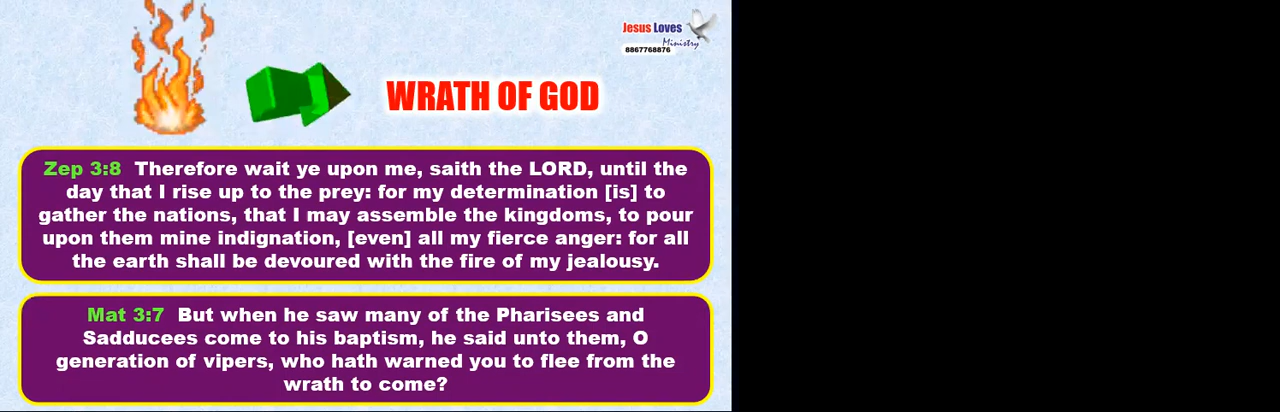 Jesus Loves
Ministry
8867768876
WRATH OF GOD
Zep 3:8 Therefore wait ye upon me, saith the LORD, until the
day that I rise up to the prey: for my determination [is] to
gather the nations, that I may assemble the kingdoms, to pour
upon them mine indignation, [even] all my fierce anger: for all
the earth shall be devoured with the fire of my jealousy.
Mat 3:7 But when he saw many of the Pharisees and
Sadducees come to his baptism, he said unto them, O
generation of vipers, who hath warned you to flee from the
wrath to come?